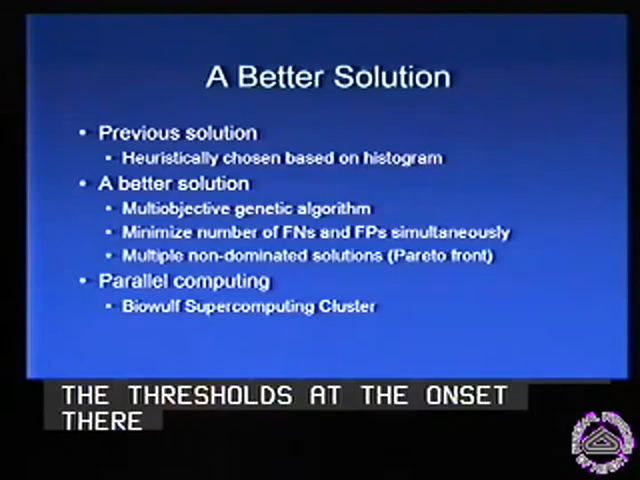 A Better Solution
• Previous solution
• Heuristically chosen based on histogram
• A better solution
• Multiobjective genetic algorithm
• Minimize number of FNs and FPs simultaneously
• Multiple non-dominated solutions (Pareto front)
• Parallel computing
• Biowulf Supercomputing Cluster
THE THRESHOLDS AT THE ONSET
THERE